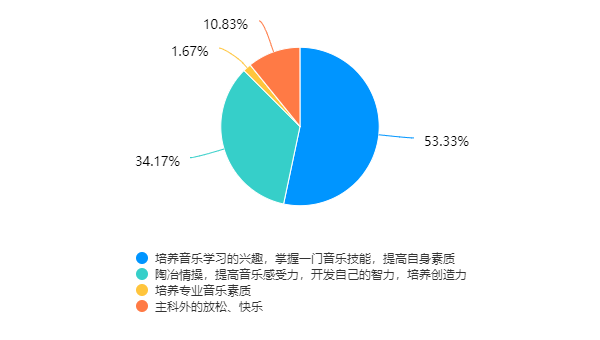 10.83%
1.67%
53.33%
34.17%
培养音乐学习的兴趣，掌握一门音乐技能，提高自身素质
陶冶情操，提高音乐感受力，开发自己的智力，培养创造力
培养专业音乐素质
主科外的放松、快乐